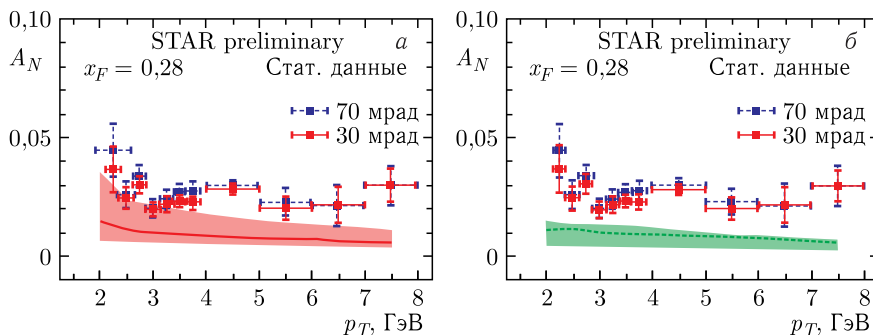 0,10
STAR preliminary а
A_N
x_F = 0,28 Стат. данные
70 мрад
0,05
30 мрад
0
2 3 4 5 6 7 8
p_T, ГэВ
0,10
STAR preliminary б
A_N
x_F = 0,28 Стат. данные
70 мрад
0,05
30 мрад
0
2 3 4 5 6 7 8
p_T, ГэВ